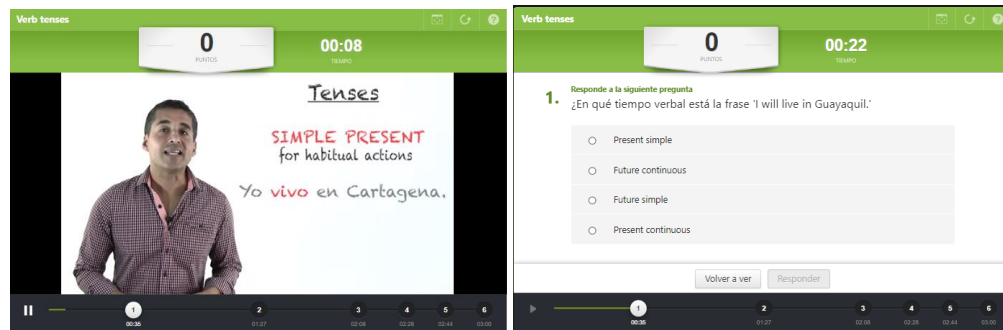 Verb tenses
0
PUNTOS
00:08
TIEMPO
Tenses
SIMPLE PRESENT
for habitual actions
Yo vivo en Cartagena.
1 2 3 4 5 6
00:35 01:27 02:08 02:28 02:44 03:00
Verb tenses
0
PUNTOS
00:22
TIEMPO
1.
Responde a la siguiente pregunta
¿En qué tiempo verbal está la frase 'I will live in Guayaquil.'
Present simple
Future continuous
Future simple
Present continuous
Volver a ver Responder
1 2 3 4 5 6
00:35 01:27 02:08 02:28 02:44 03:00